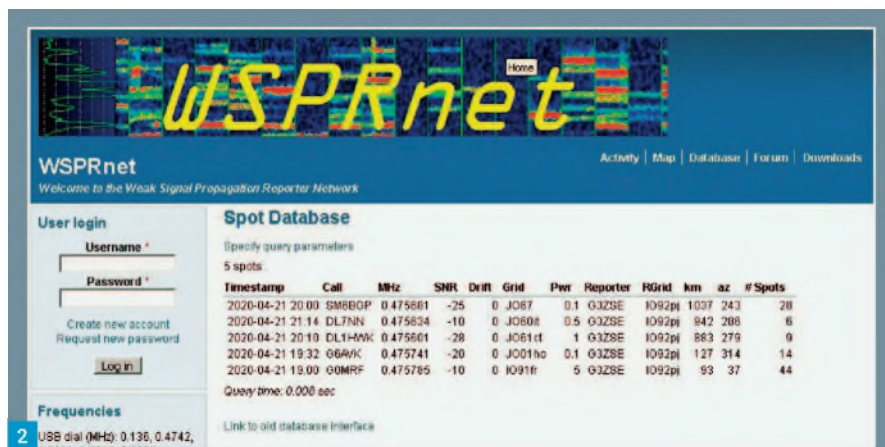 WSPRnet
Home
WSPRnet
Activity | Map | Database | Forum | Downloads
Welcome to the Weak Signal Propagation Reporter Network
User login
Username *
Password *
Create new account
Request new password
Log in
Frequencies
USB dial (MHz): 0.136, 0.4742,
Spot Database
Specify query parameters
5 spots:
Timestamp Call MHz SNR Drift Grid Pwr Reporter RGrid km az # Spots
2020-04-21 20:00 SM6BGP 0.475681 -25 0 JO67 0.1 G3ZSE IO92pj 1037 243 28
2020-04-21 21:14 DL7NN 0.475634 -10 0 0.5 G3ZSE IO92pj 942 286 6
2020-04-21 20:10 DL1HWK 0.475601 -28 0 JO61ct 1 G3ZSE IO92pj 883 279 9
2020-04-21 19:32 G6AVK 0.475741 -20 0 JO01ho 0.1 G3ZSE IO92pj 127 314 14
2020-04-21 19:00 G0MRF 0.475785 -10 0 IO91fr 5 G3ZSE IO92pj 93 37 44
Query time: 0.008 sec
Link to old database interface
2